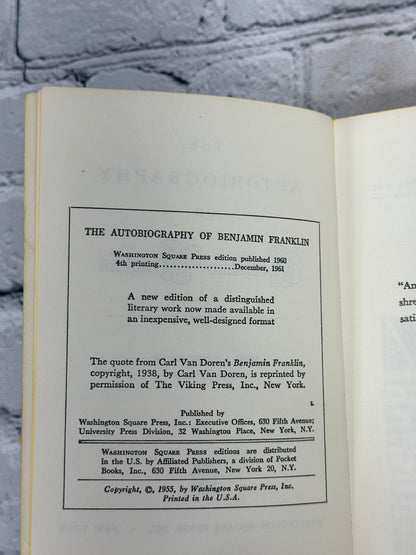 THE AUTOBIOGRAPHY OF BENJAMIN FRANKLIN
WASHINGTON SQUARE PRESS edition published 1960
4th printing.....................December, 1961
A new edition of a distinguished
literary work now made available in
an inexpensive, well-designed format
The quote from Carl Van Doren's Benjamin Franklin,
copyright, 1938, by Carl Van Doren, is reprinted by
permission of The Viking Press, Inc., New York.
L
Published by
Washington Square Press, Inc.: Executive Offices, 630 Fifth Avenue;
University Press Division, 32 Washington Place, New York, N.Y.
WASHINGTON SQUARE PRESS editions are distributed
in the U.S. by Affiliated Publishers, a division of Pocket
Books, Inc., 630 Fifth Avenue, New York 20, N.Y.
Copyright, ©, 1955, by Washington Square Press, Inc.
Printed in the U.S.A.
"An
shre
sati